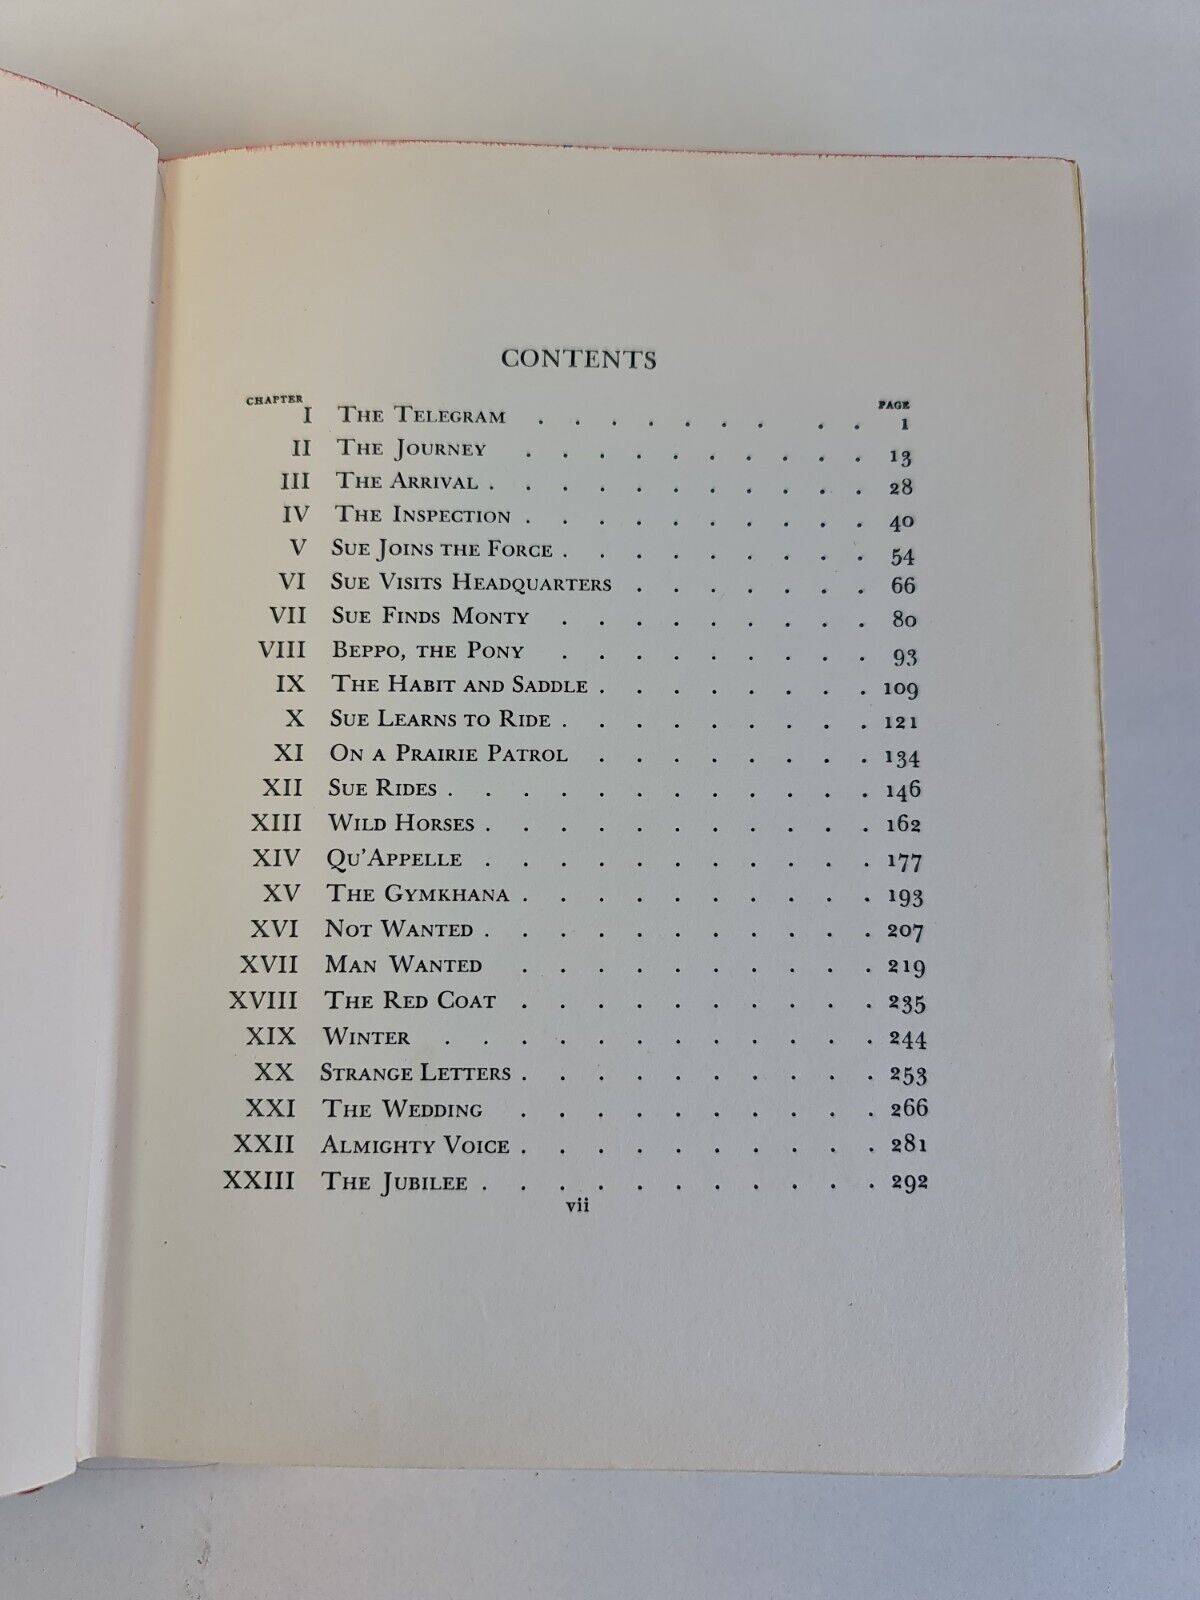 CONTENTS
CHAPTER PAGE
I The Telegram . . . . . . . . . 1
II The Journey . . . . . . . . . . 13
III The Arrival . . . . . . . . . . . 28
IV The Inspection . . . . . . . . . . 40
V Sue Joins the Force . . . . . . . . . 54
VI Sue Visits Headquarters . . . . . . . 66
VII Sue Finds Monty . . . . . . . . . 80
VIII Beppo, the Pony . . . . . . . . . 93
IX The Habit and Saddle . . . . . . . . 109
X Sue Learns to Ride . . . . . . . . . 121
XI On a Prairie Patrol . . . . . . . . 134
XII Sue Rides . . . . . . . . . . . . 146
XIII Wild Horses . . . . . . . . . . . 162
XIV Qu'Appelle . . . . . . . . . . . 177
XV The Gymkhana . . . . . . . . . . 193
XVI Not Wanted . . . . . . . . . . . 207
XVII Man Wanted . . . . . . . . . . 219
XVIII The Red Coat . . . . . . . . . . 235
XIX Winter . . . . . . . . . . . . 244
XX Strange Letters . . . . . . . . . . 253
XXI The Wedding . . . . . . . . . . 266
XXII Almighty Voice . . . . . . . . . . 281
XXIII The Jubilee . . . . . . . . . . . 292
vii